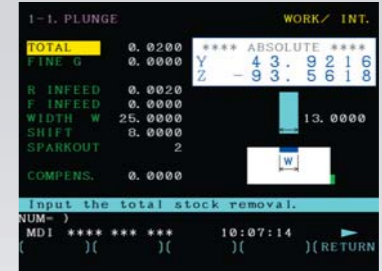 1-1. PLUNGE WORK/ INT.
TOTAL 0. 0200
FINE G 0. 0000
**** ABSOLUTE ****
Y 43. 9216
Z -93. 5618
R INFEED 0. 0020
F INFEED 0. 0000
WIDTH W 25. 0000
SHIFT 8. 0000
SPARKOUT 2
13. 0000
W
COMPENS. 0. 0000
Input the total stock removal.
NUM= )
MDI **** *** *** 10:07:14
( )( )( )( )(RETURN